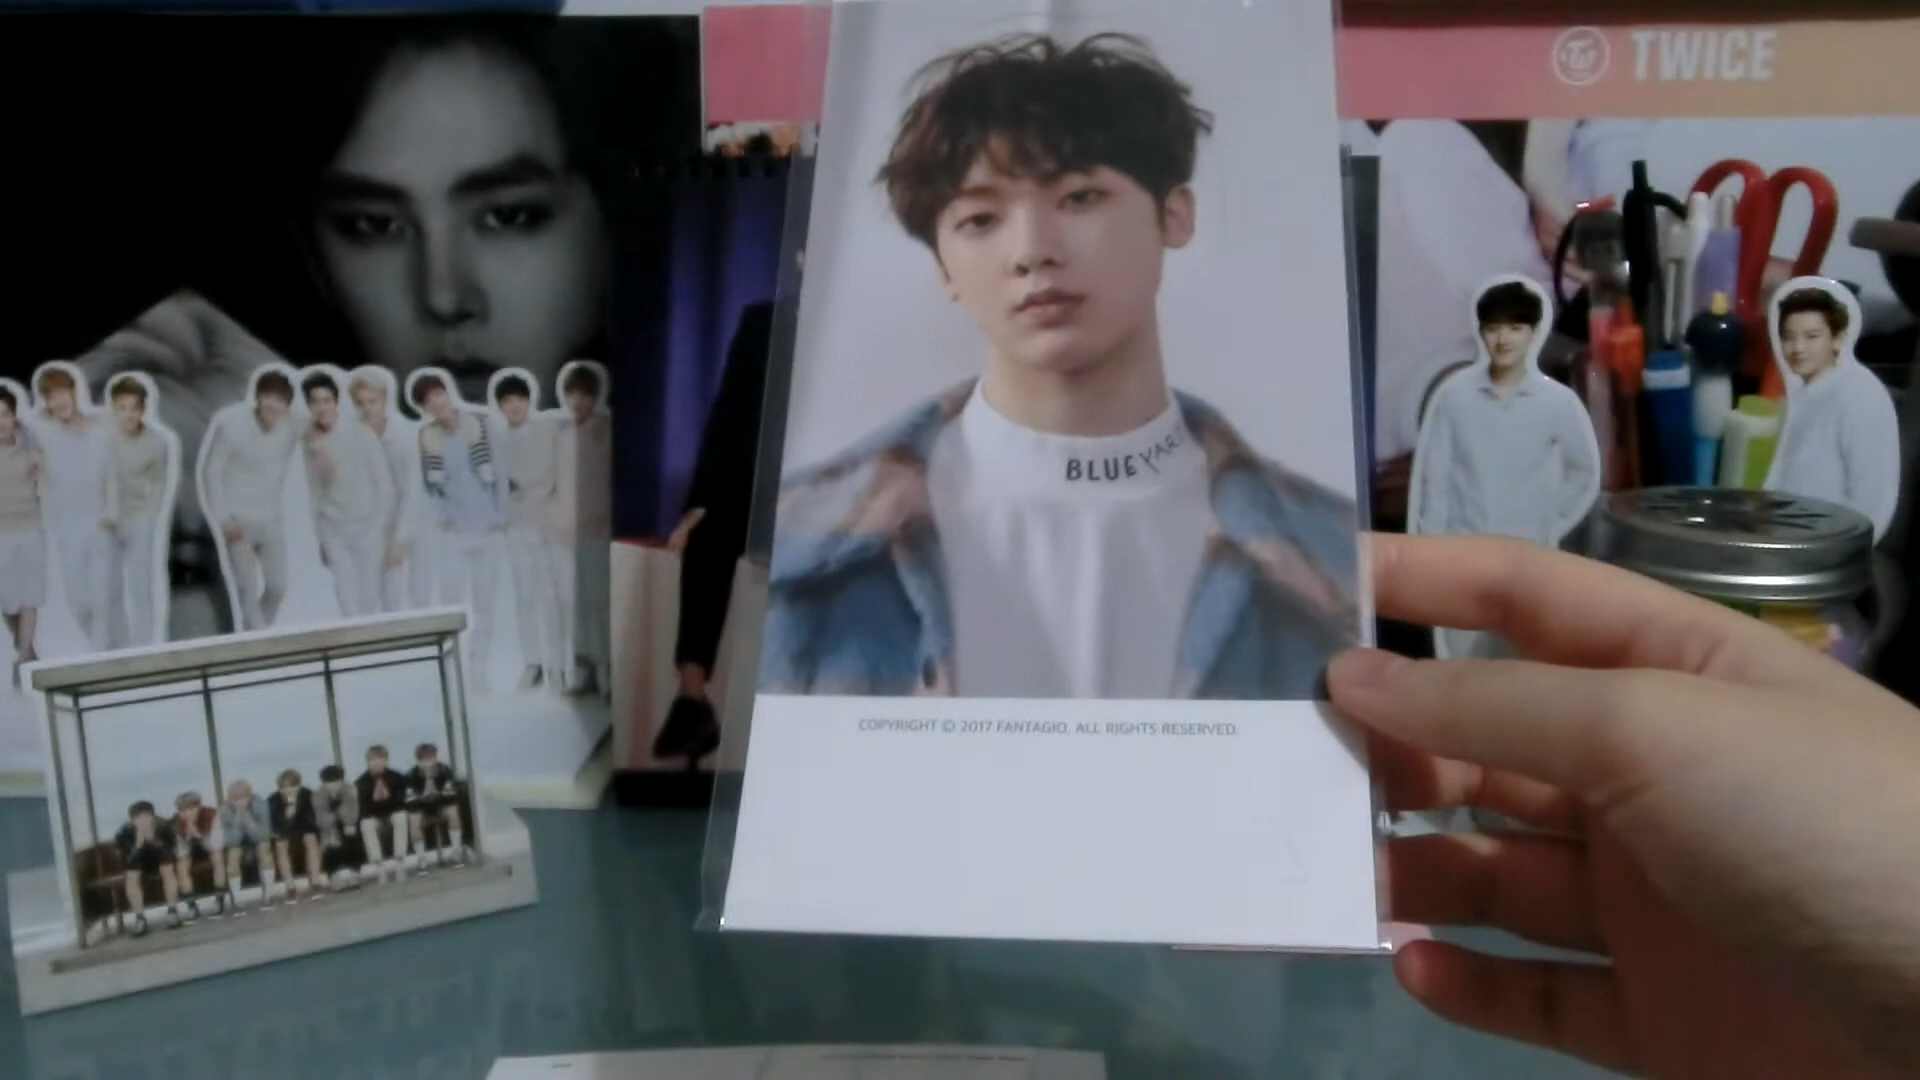 TWICE
BLUE YARD
COPYRIGHT © 2017 FANTAGIO. ALL RIGHTS RESERVED.